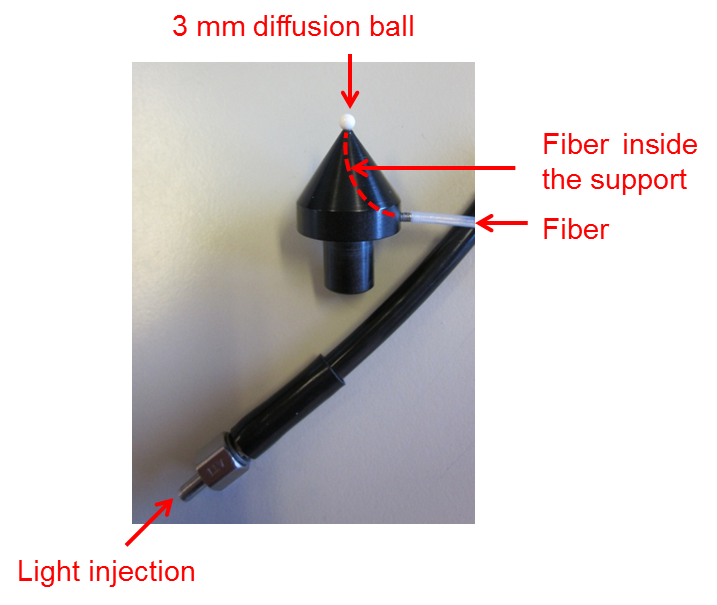 3 mm diffusion ball
Fiber inside
the support
Fiber
Light injection